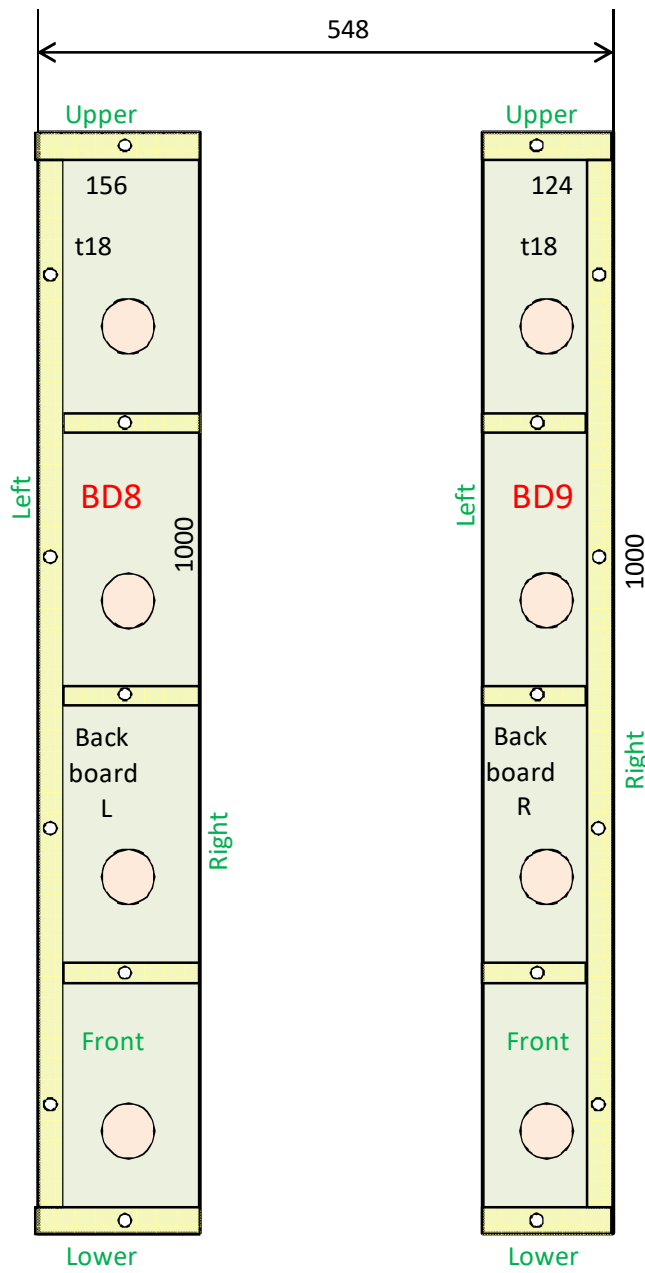 548
Upper
Upper
156
124
t18
t18
Left
BD8
1000
Left
BD9
1000
Back
board
L
Right
Back
board
R
Right
Front
Front
Lower
Lower